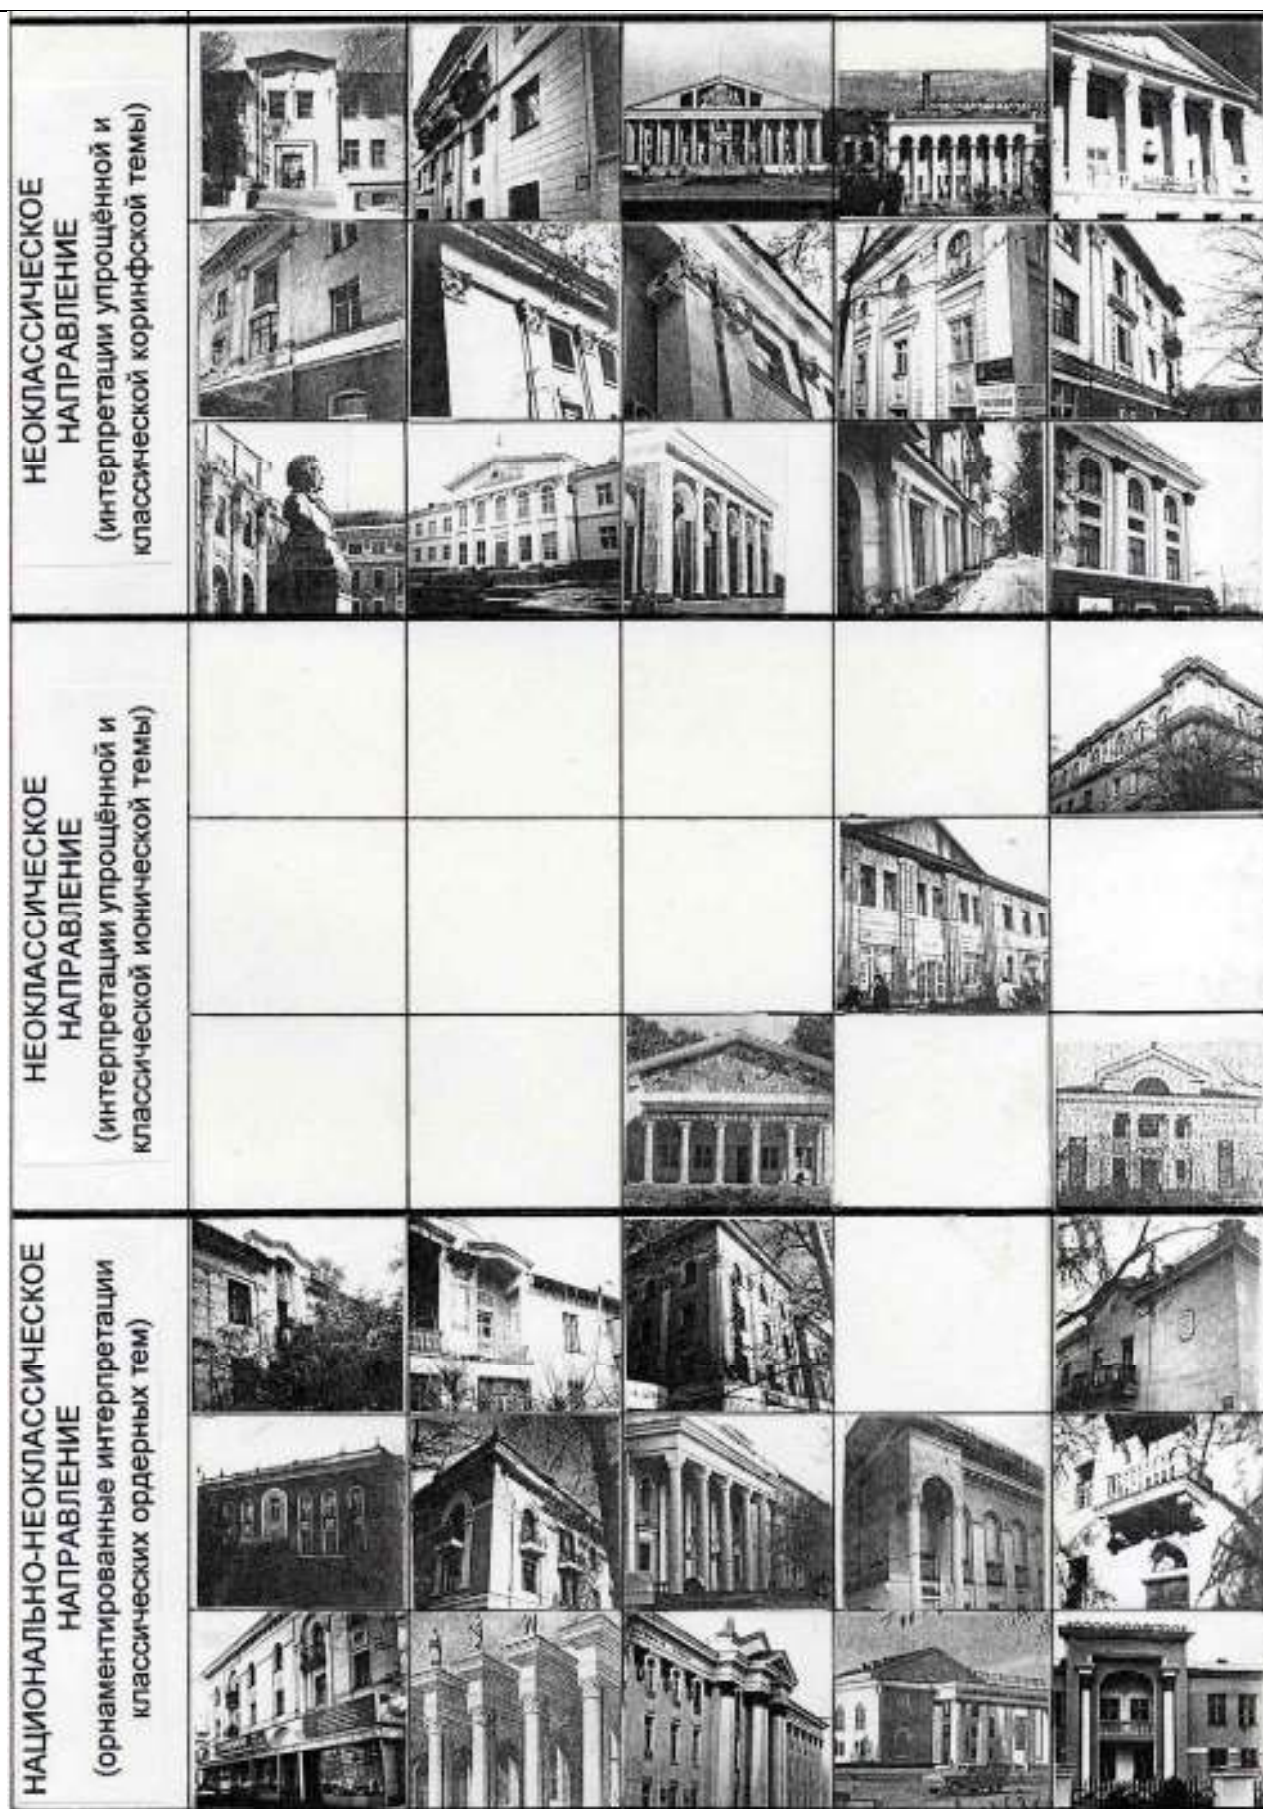 НЕОКЛАССИЧЕСКОЕ
НАПРАВЛЕНИЕ
(интерпретации упрощённой и
классической коринфской темы)
НЕОКЛАССИЧЕСКОЕ
НАПРАВЛЕНИЕ
(интерпретации упрощённой и
классической ионической темы)
НАЦИОНАЛЬНО-НЕОКЛАССИЧЕСКОЕ
НАПРАВЛЕНИЕ
(орнаментированные интерпретации
классических ордерных тем)